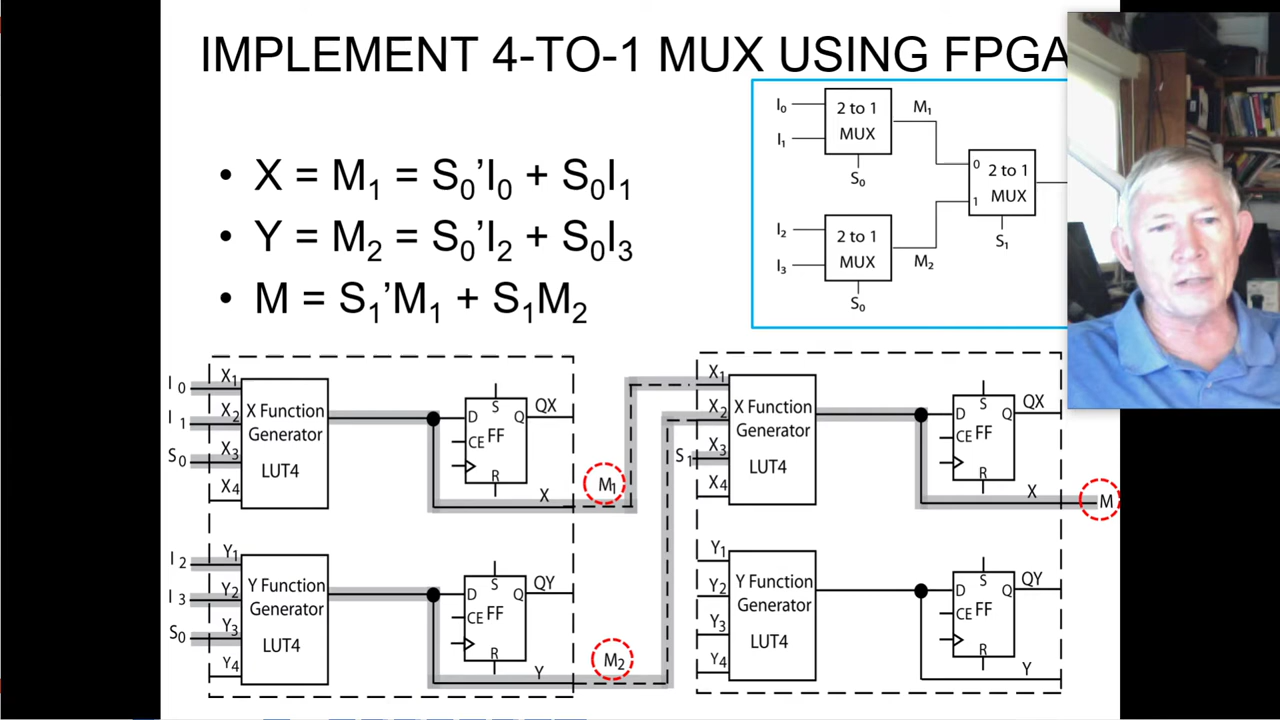 IMPLEMENT 4-TO-1 MUX USING FPGA
• X = M₁ = S₀’I₀ + S₀I₁
• Y = M₂ = S₀’I₂ + S₀I₃
• M = S₁’M₁ + S₁M₂
I₀
I₁
2 to 1
MUX
S₀
M₁
I₂
I₃
2 to 1
MUX
S₀
M₂
0
1
2 to 1
MUX
S₁
I 0
I 1
S₀
X₁
X₂
X₃
X₄
X Function
Generator
LUT4
S
D
Q
CE
FF
R
QX
X
M₁
I 2
I 3
S₀
Y₁
Y₂
Y₃
Y₄
Y Function
Generator
LUT4
S
D
Q
CE
FF
R
QY
Y
M₂
S₁
X₁
X₂
X₃
X₄
X Function
Generator
LUT4
S
D
Q
CE
FF
R
QX
X
M
Y₁
Y₂
Y₃
Y₄
Y Function
Generator
LUT4
S
D
Q
CE
FF
R
QY
Y